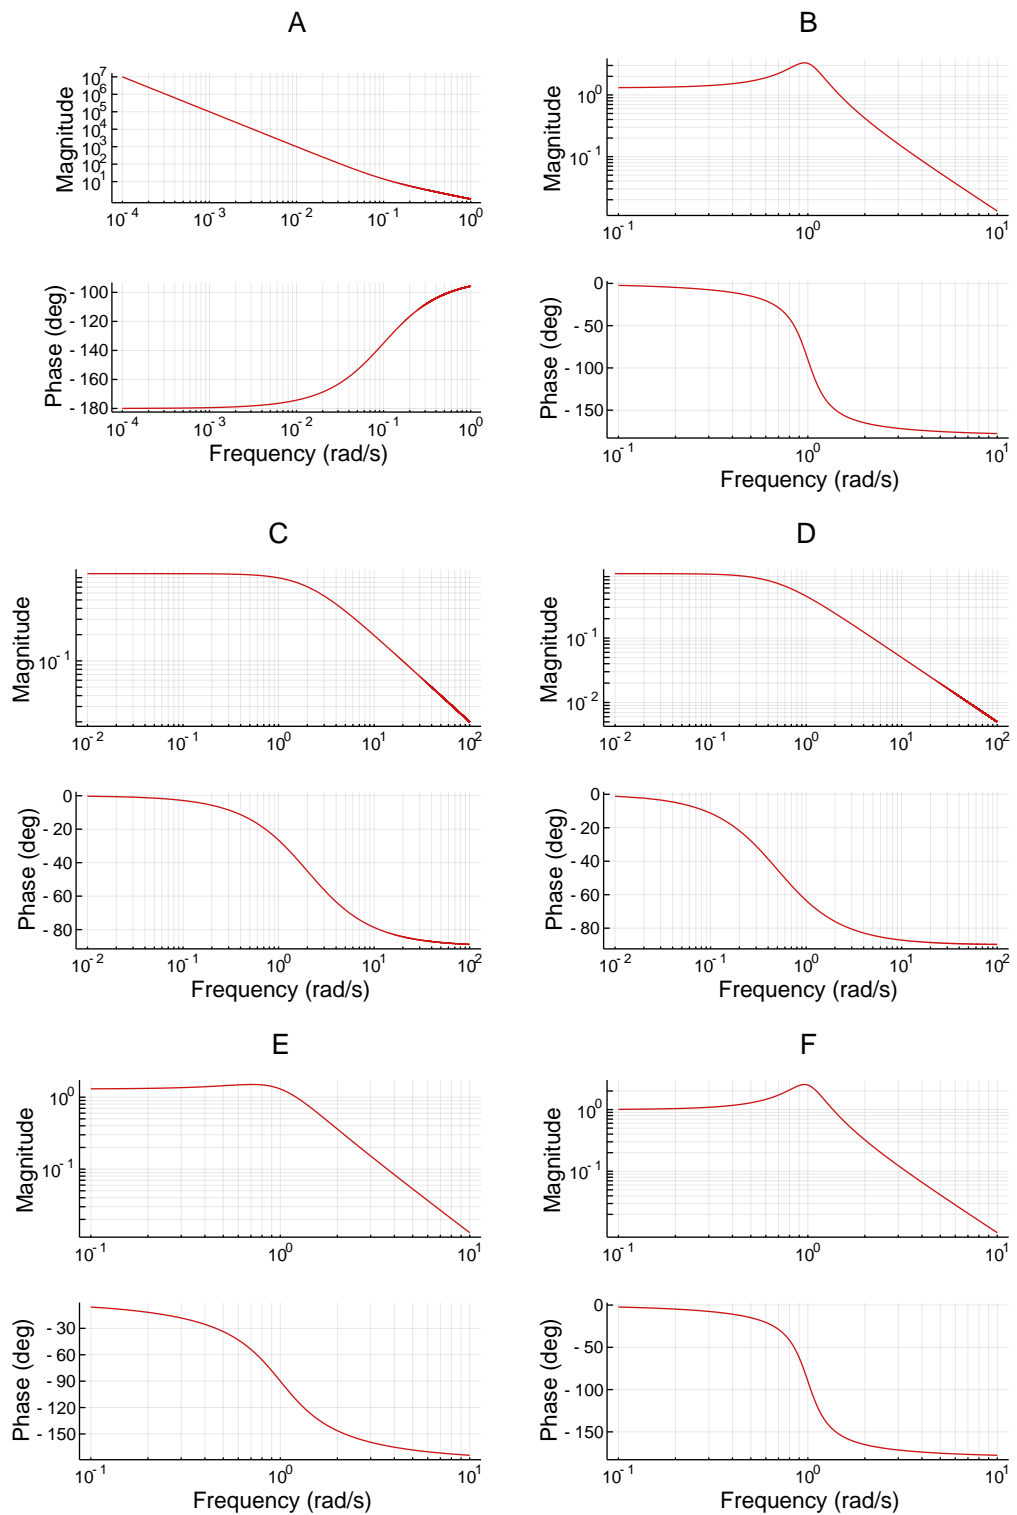 A
Magnitude
10^7
10^6
10^5
10^4
10^3
10^2
10^1
10^-4 10^-3 10^-2 10^-1 10^0
Phase (deg)
- 100
- 120
- 140
- 160
- 180
10^-4 10^-3 10^-2 10^-1 10^0
Frequency (rad/s)
B
Magnitude
10^0
10^-1
10^-1 10^0 10^1
Phase (deg)
0
- 50
- 100
- 150
10^-1 10^0 10^1
Frequency (rad/s)
C
Magnitude
10^-1
10^-2 10^-1 10^0 10^1 10^2
Phase (deg)
0
- 20
- 40
- 60
- 80
10^-2 10^-1 10^0 10^1 10^2
Frequency (rad/s)
D
Magnitude
10^-1
10^-2
10^-2 10^-1 10^0 10^1 10^2
Phase (deg)
0
- 20
- 40
- 60
- 80
10^-2 10^-1 10^0 10^1 10^2
Frequency (rad/s)
E
Magnitude
10^0
10^-1
10^-1 10^0 10^1
Phase (deg)
- 30
- 60
- 90
- 120
- 150
10^-1 10^0 10^1
Frequency (rad/s)
F
Magnitude
10^0
10^-1
10^-1 10^0 10^1
Phase (deg)
0
- 50
- 100
- 150
10^-1 10^0 10^1
Frequency (rad/s)